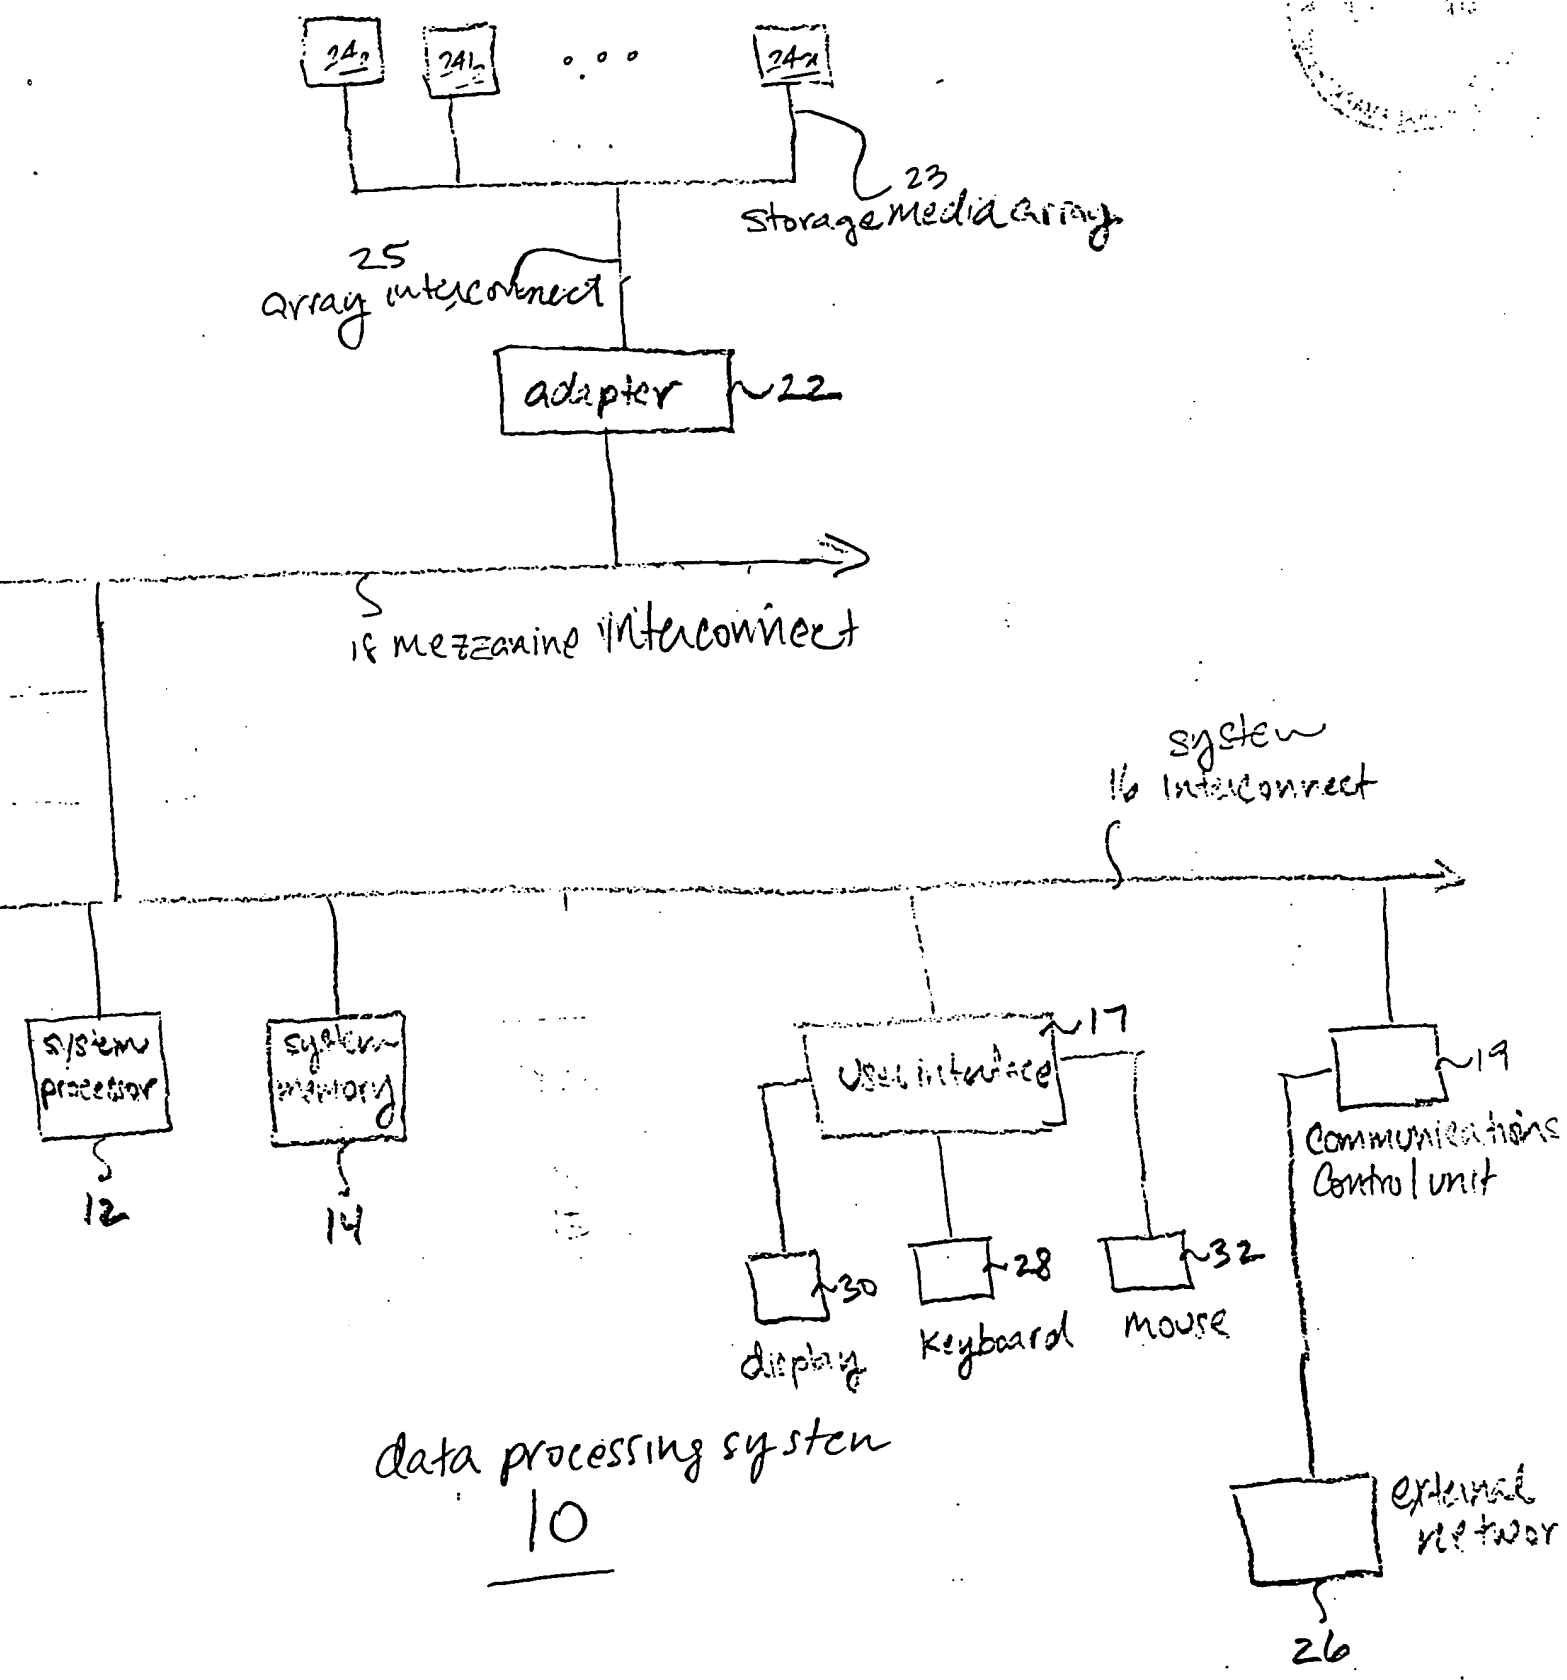 24a
24b
24n
23
storage media array
25
array interconnect
adapter
22
18 mezzanine interconnect
system
16 interconnect
system
processor
12
system
memory
14
user interface
17
19
communications
control unit
30
display
28
keyboard
32
mouse
data processing system
10
external
networ
26